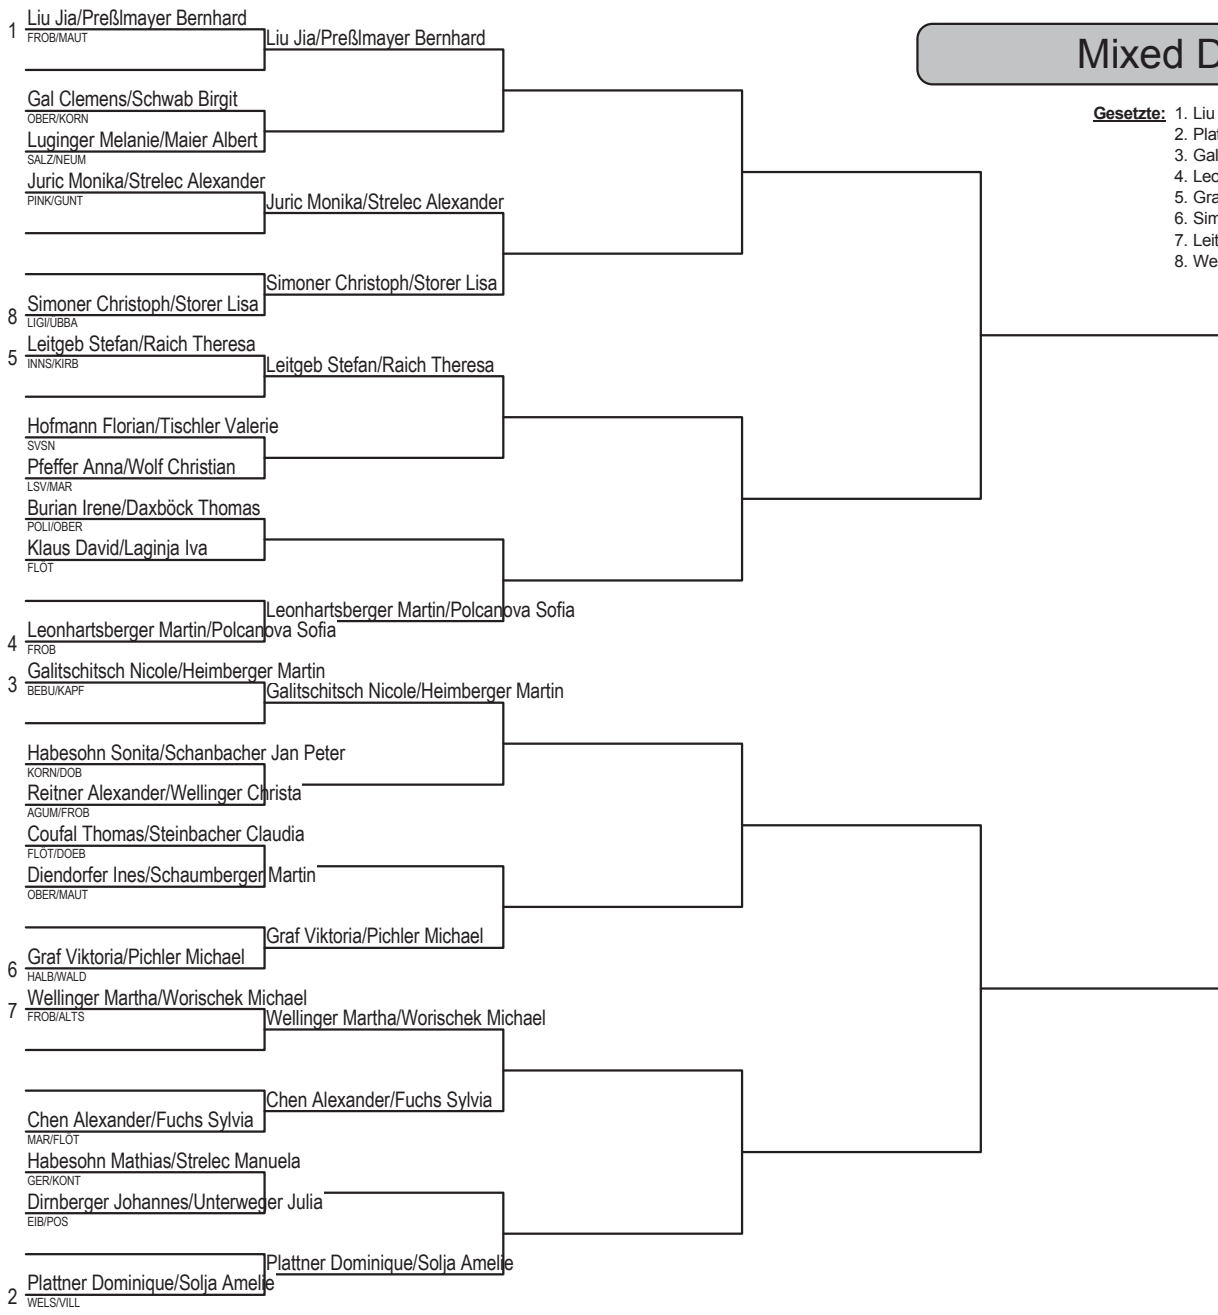 Liu Jia/Preßlmayer Bernhard
1
FROB/MAUT
Liu Jia/Preßlmayer Bernhard
Mixed D
Gesetzte: 1. Liu
2. Plat
3. Gal
4. Leo
5. Gra
6. Sim
7. Leit
8. We
Gal Clemens/Schwab Birgit
OBER/KORN
Luginger Melanie/Maier Albert
SALZ/NEUM
Juric Monika/Strelec Alexander
PINK/GUNT
Juric Monika/Strelec Alexander
Simoner Christoph/Storer Lisa
Simoner Christoph/Storer Lisa
8
LIGI/ÜBBA
Leitgeb Stefan/Raich Theresa
5
INNS/KIRB
Leitgeb Stefan/Raich Theresa
Hofmann Florian/Tischler Valerie
SVSN
Pfeffer Anna/Wolf Christian
LSV/MAR
Burian Irene/Daxböck Thomas
POLI/OBER
Klaus David/Laginja Iva
FLÖT
Leonhartsberger Martin/Polcanova Sofia
Leonhartsberger Martin/Polcanova Sofia
4
FROB
Galitschitsch Nicole/Heimberger Martin
3
BEBU/KAPF
Galitschitsch Nicole/Heimberger Martin
Habesohn Sonita/Schanbacher Jan Peter
KORN/DOB
Reitner Alexander/Wellinger Christa
AGUM/FROB
Coufal Thomas/Steinbacher Claudia
FLÖT/DOEB
Diendorfer Ines/Schaumberger Martin
OBER/MAUT
Graf Viktoria/Pichler Michael
Graf Viktoria/Pichler Michael
6
HALB/WALD
Wellinger Martha/Worischek Michael
7
FROB/ALTS
Wellinger Martha/Worischek Michael
Chen Alexander/Fuchs Sylvia
Chen Alexander/Fuchs Sylvia
MAR/FLÖT
Habesohn Mathias/Strelec Manuela
GER/KONT
Dirnberger Johannes/Unterweger Julia
EIB/POS
Plattner Dominique/Solja Amelie
Plattner Dominique/Solja Amelie
2
WELS/VILL